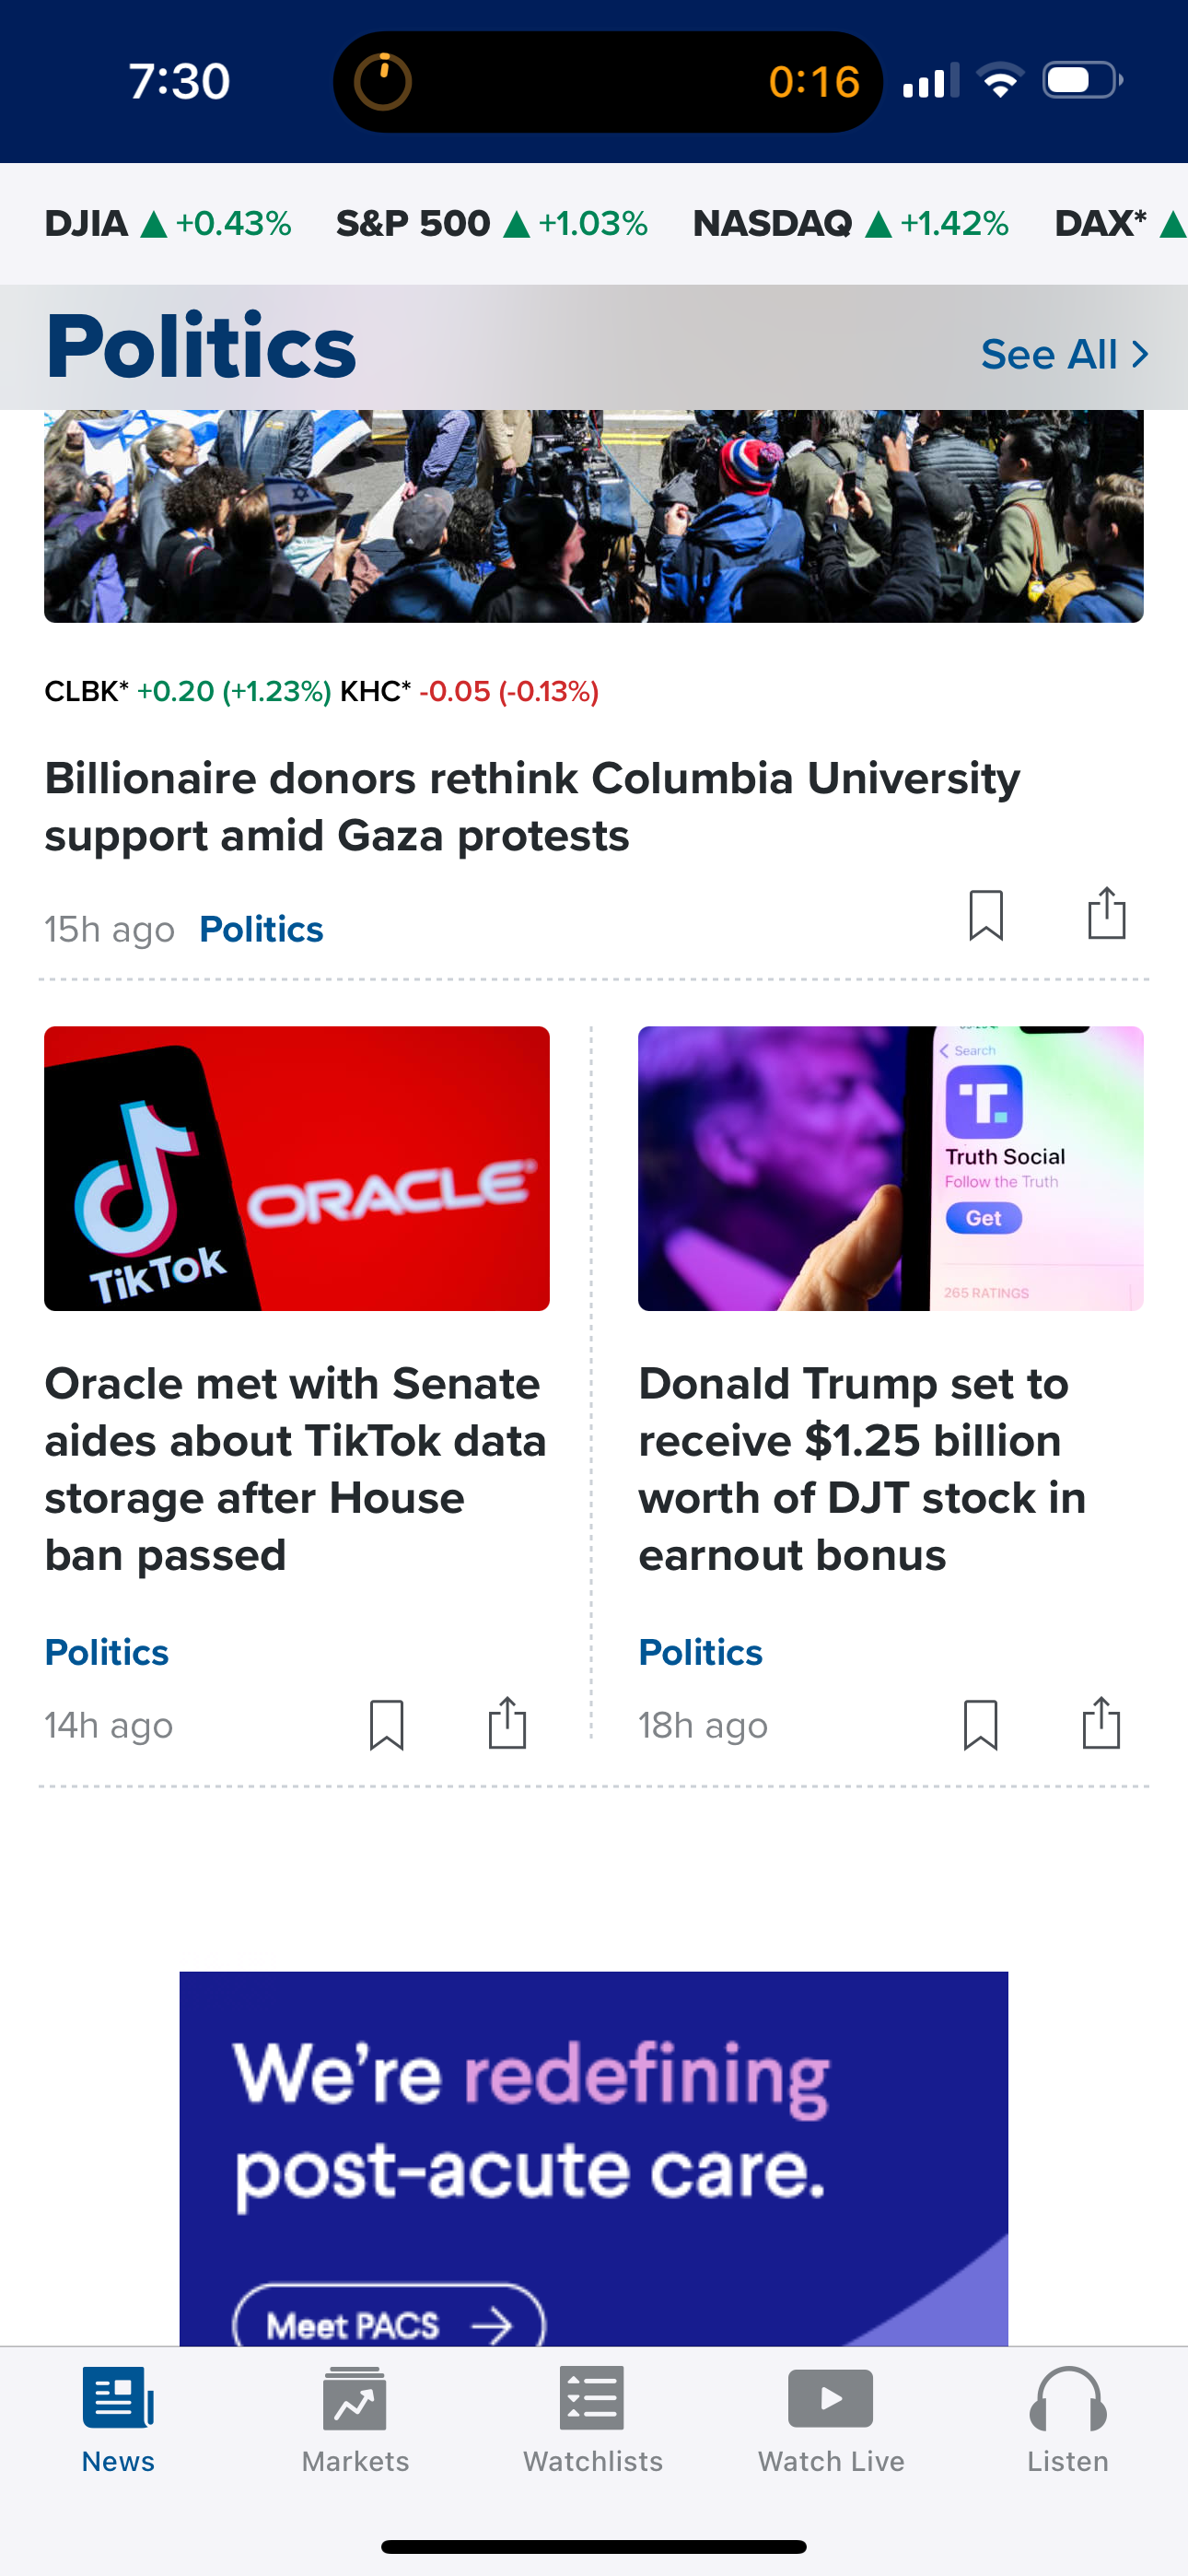 7:30
0:16
DJIA ▲ +0.43% S&P 500 ▲ +1.03% NASDAQ ▲ +1.42% DAX* ▲
Politics
See All >
CLBK* +0.20 (+1.23%) KHC* -0.05 (-0.13%)
Billionaire donors rethink Columbia University
support amid Gaza protests
15h ago Politics
TikTok
ORACLE
Oracle met with Senate
aides about TikTok data
storage after House
ban passed
Politics
14h ago
Search
T.
Truth Social
Follow the Truth
Get
265 RATINGS
Donald Trump set to
receive $1.25 billion
worth of DJT stock in
earnout bonus
Politics
18h ago
We're redefining
post-acute care.
Meet PACS →
News
Markets
Watchlists
Watch Live
Listen